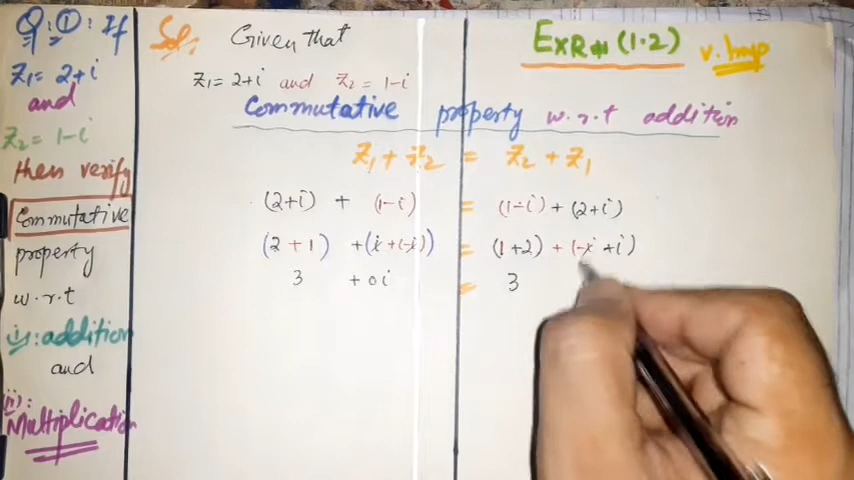 Q:①: If
z₁= 2+i
and
z₂ = 1-i
then verify
commutative
property
w.r.t
i): addition
and
(ii):
Multiplication
Sol:
Given that
z₁= 2+i and z₂ = 1-i
ExR# (1.2)
v. Imp
Commutative property w.r.t addition
z₁ + z₂ = z₂ + z₁
(2+i) + (1-i) = (1-i) + (2+i)
(2+1) +(i+(-i)) = (1+2) + (-i+i)
3 +0i = 3